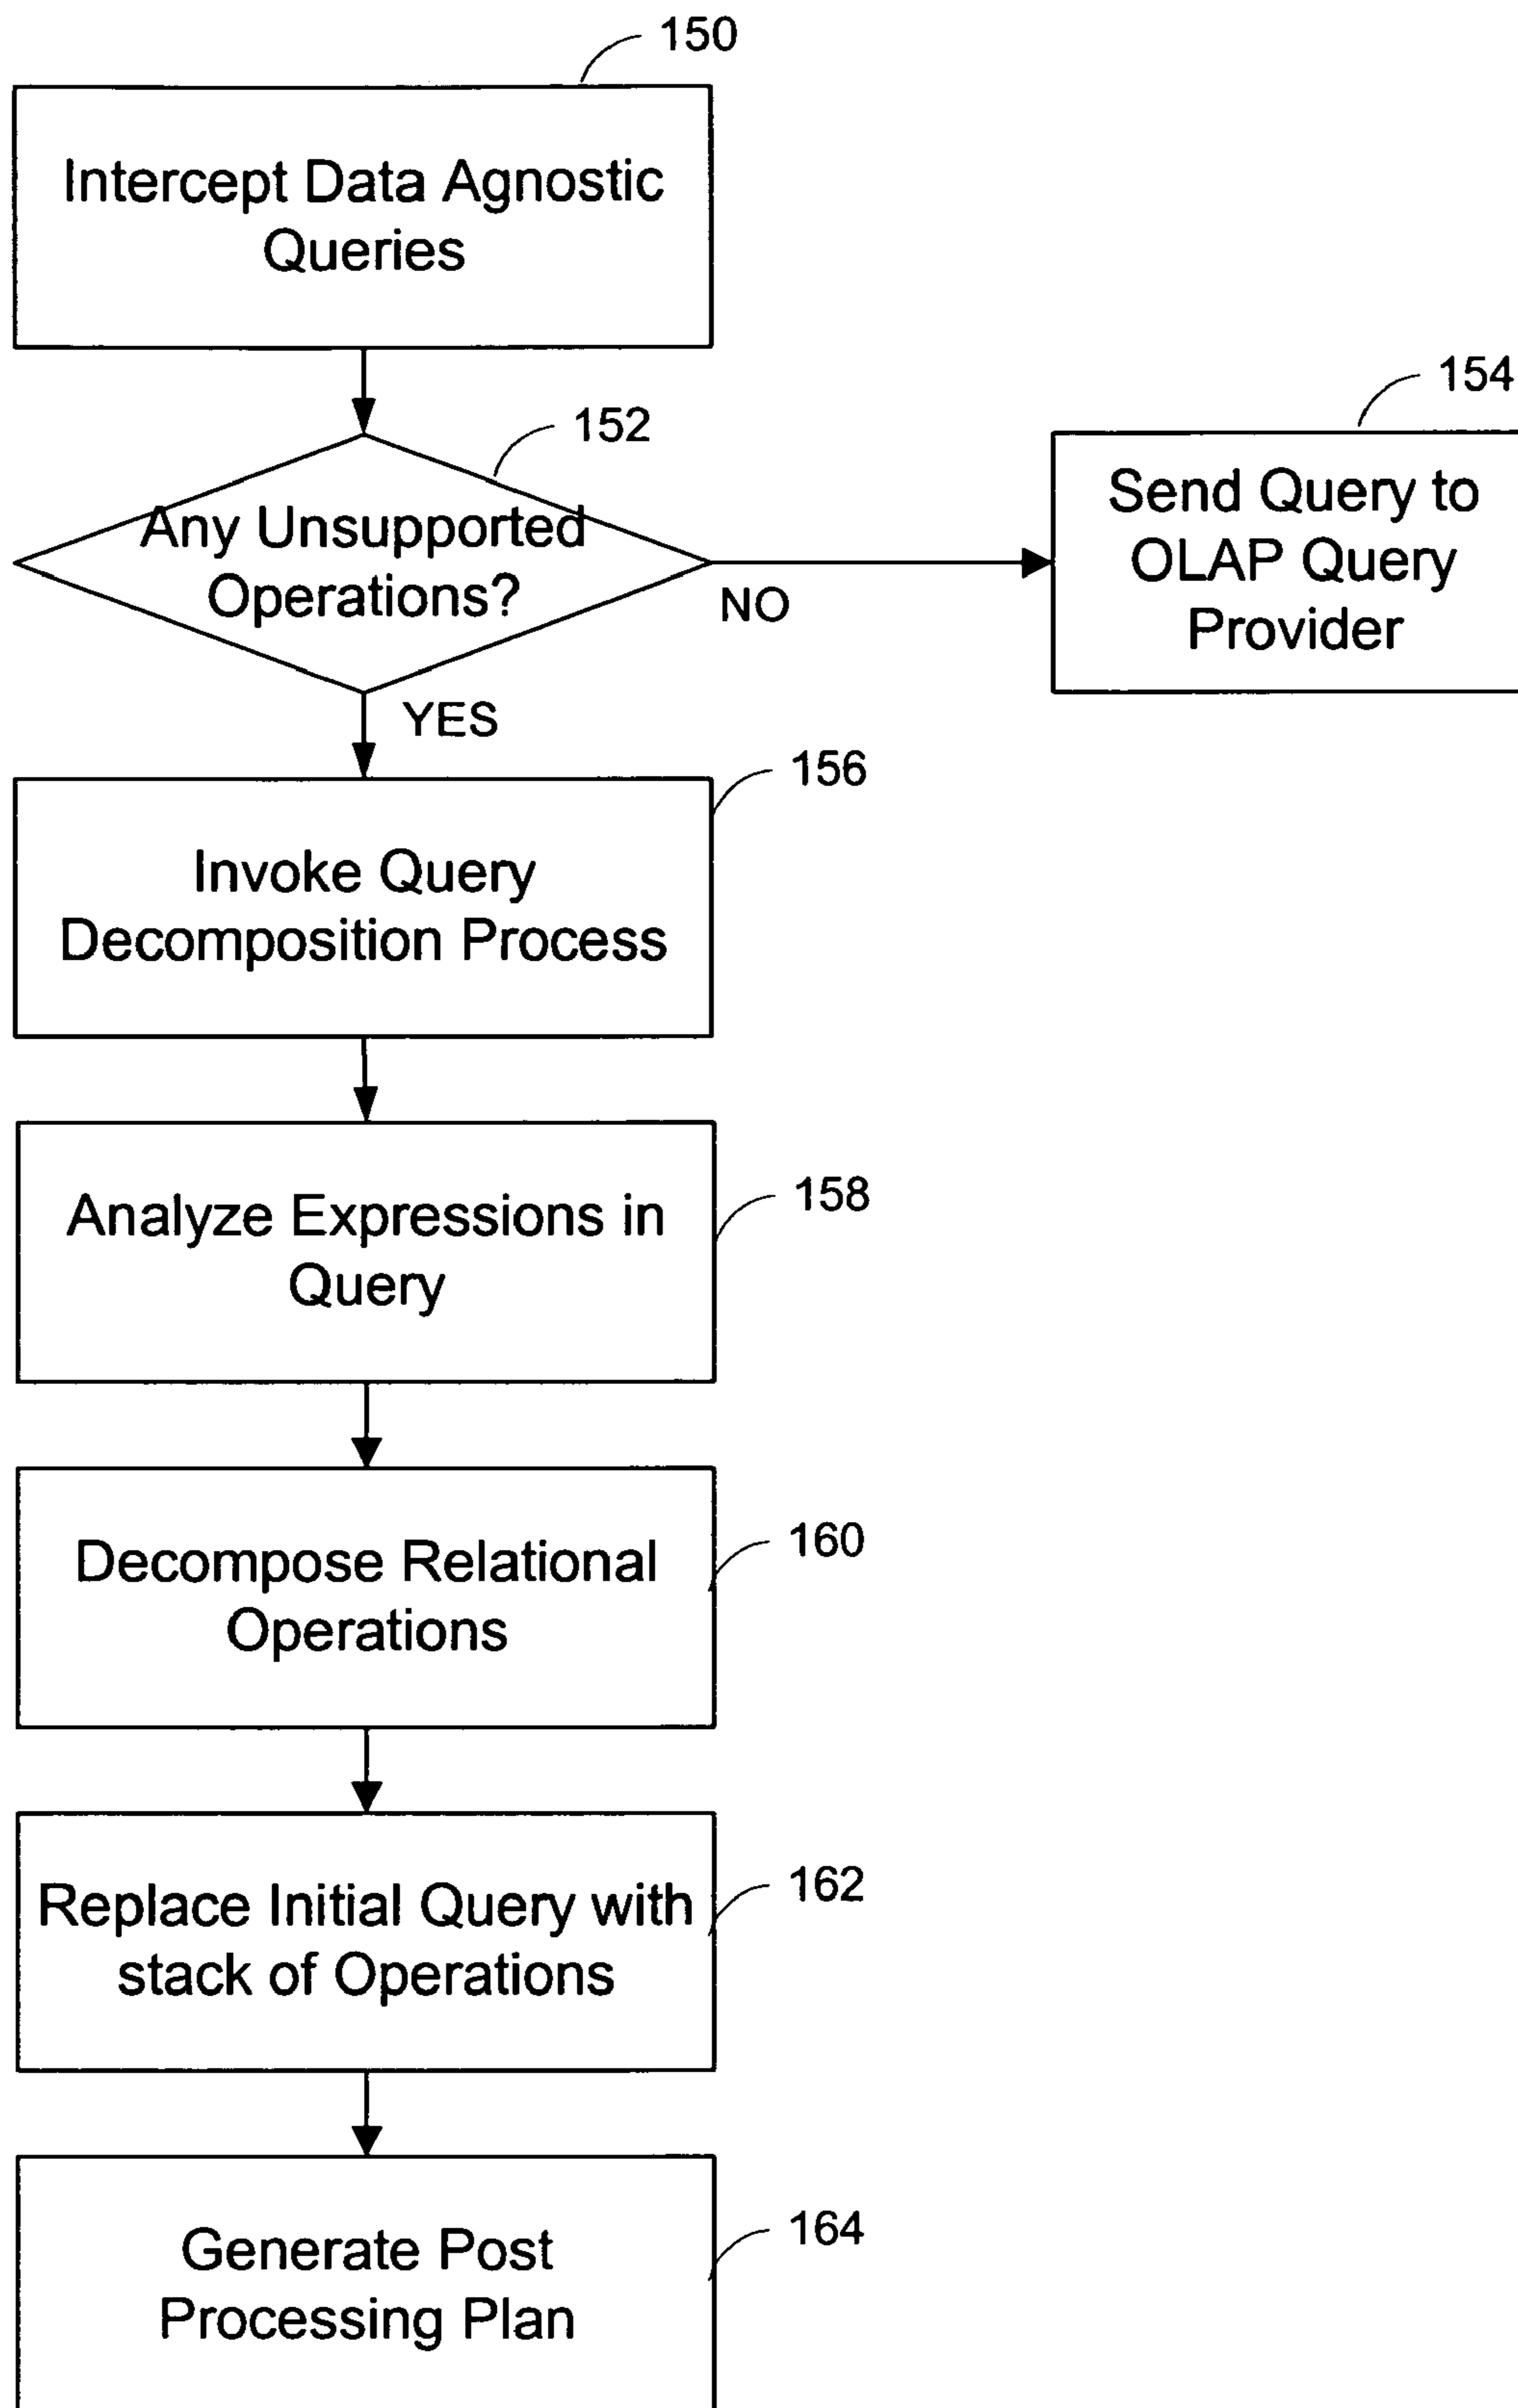 150
Intercept Data Agnostic
Queries
152
Any Unsupported
Operations?
NO
154
Send Query to
OLAP Query
Provider
YES
156
Invoke Query
Decomposition Process
158
Analyze Expressions in
Query
160
Decompose Relational
Operations
162
Replace Initial Query with
stack of Operations
164
Generate Post
Processing Plan